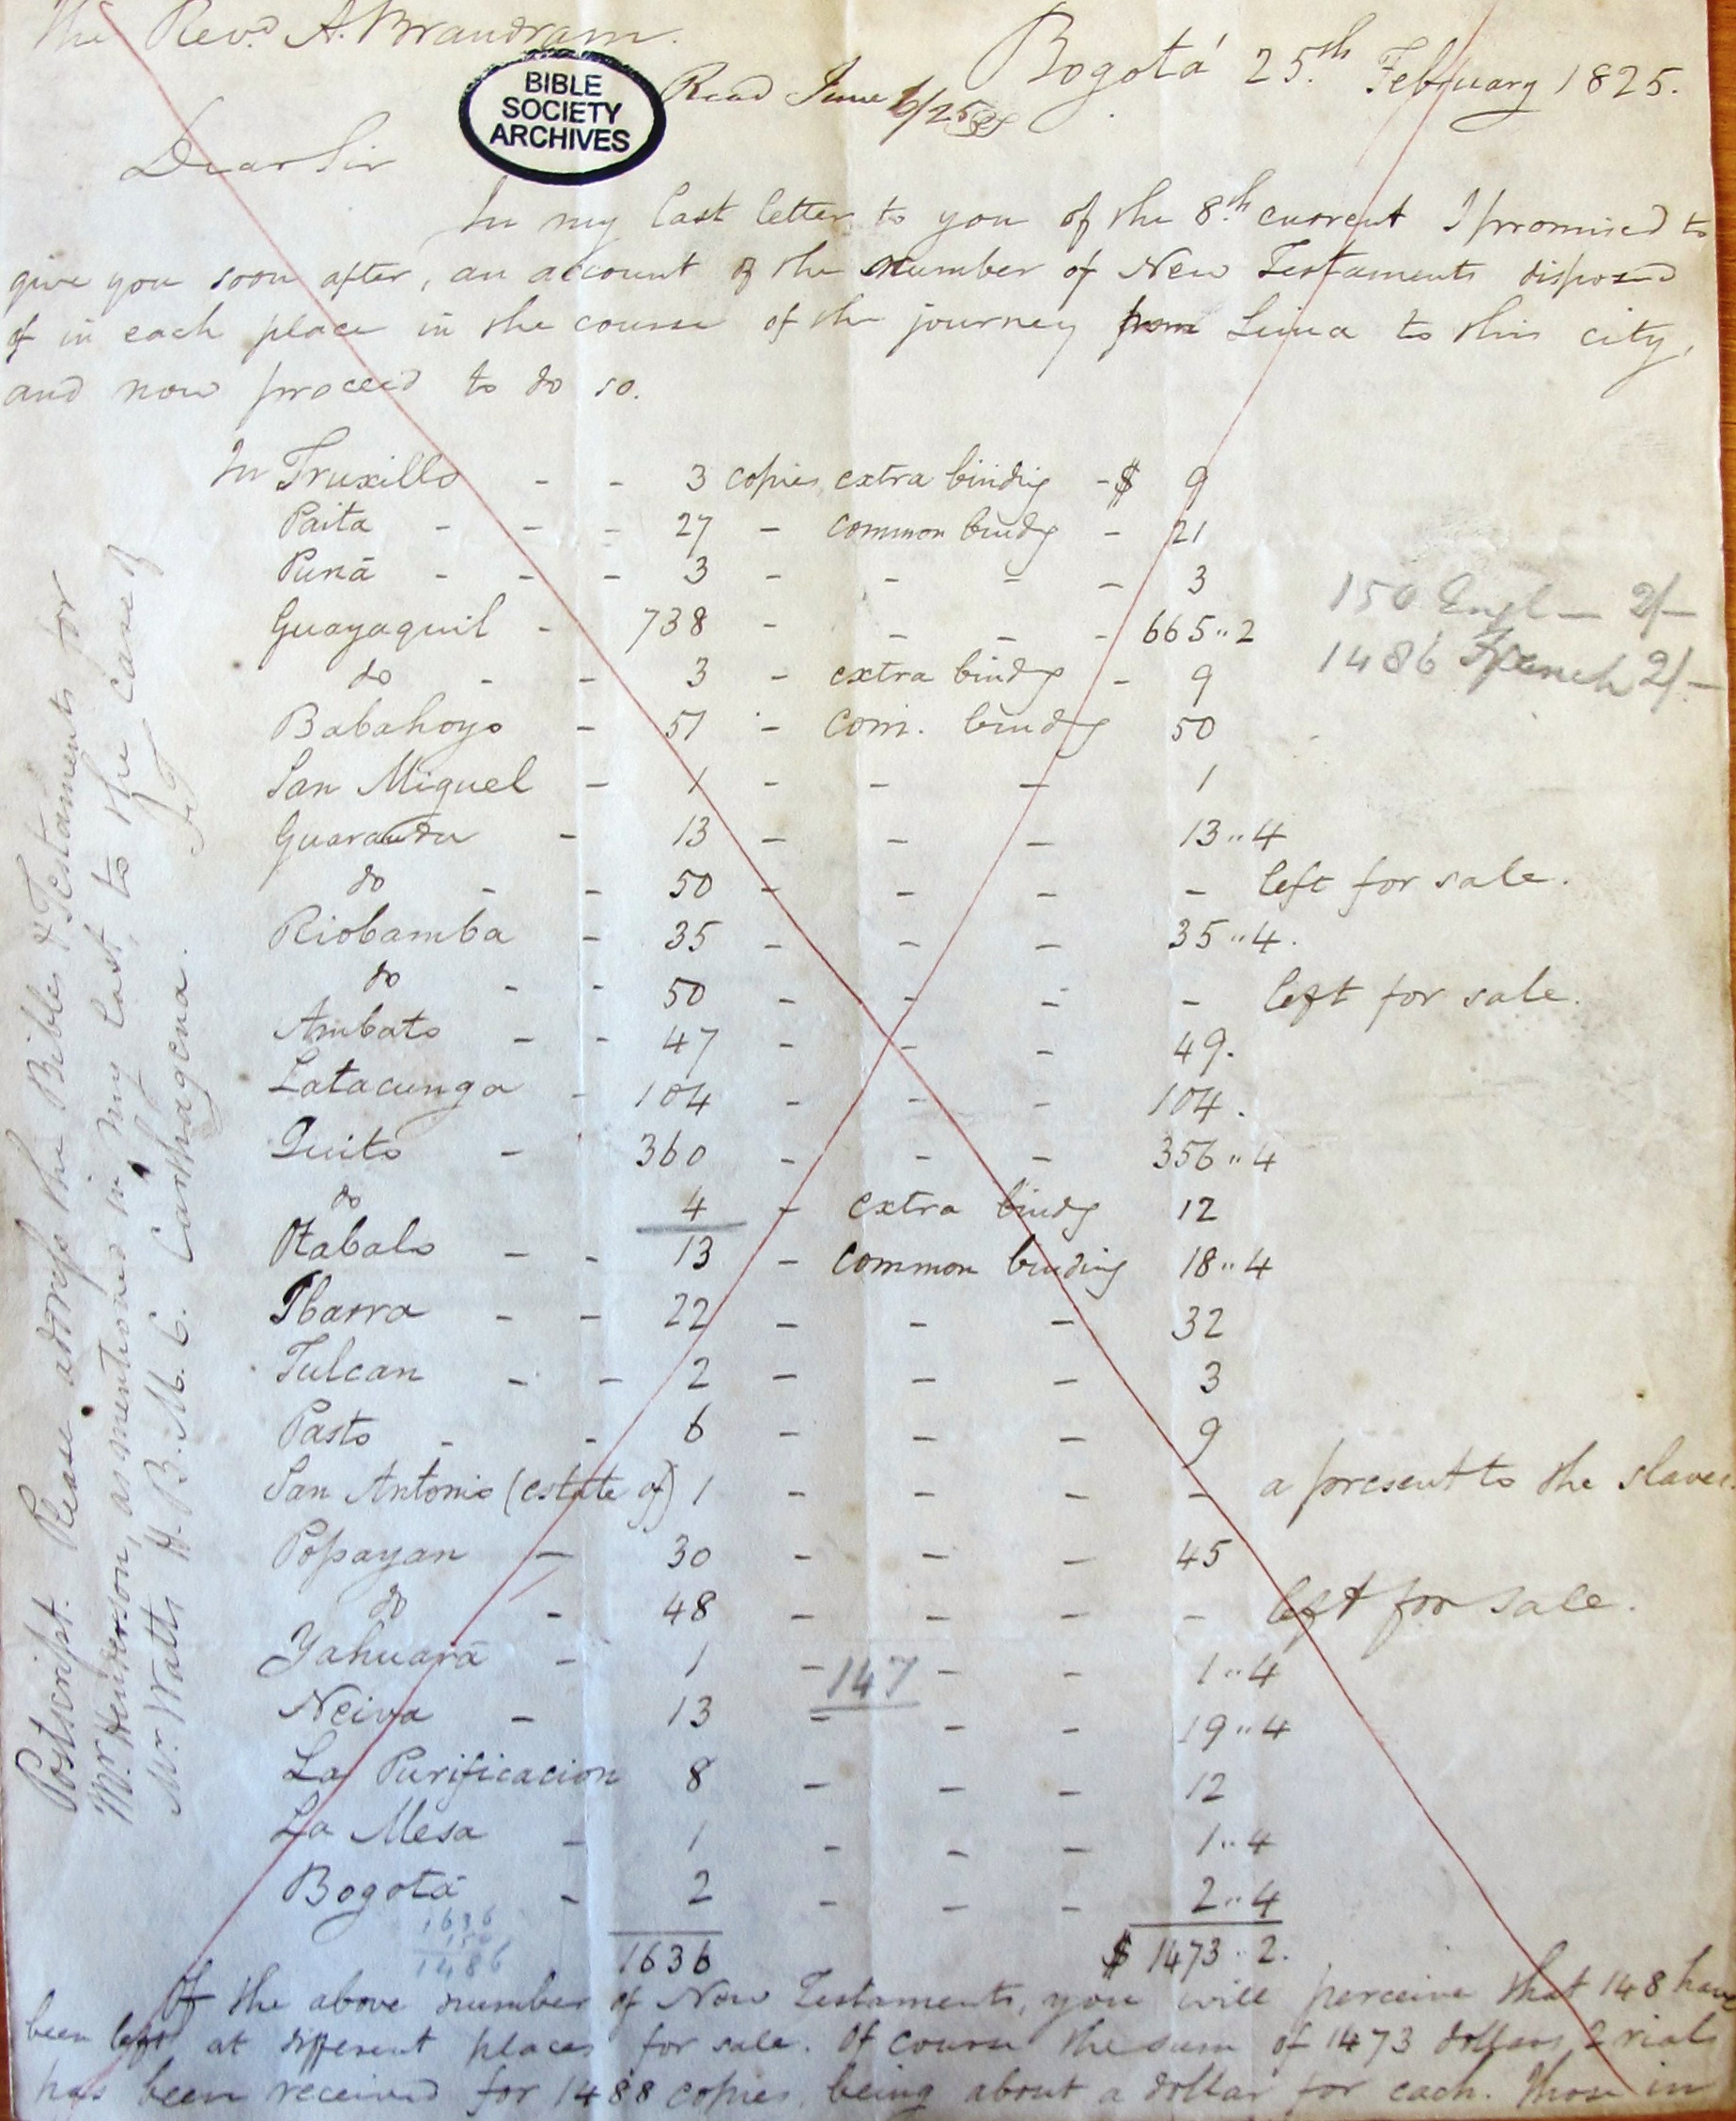 The Revd. A. Brandram.
BIBLE
SOCIETY
ARCHIVES
Read June 6/25
Bogotá 25th February 1825.
Dear Sir
In my last letter to you of the 8th current I promised to
give you soon after, an account of the number of New Testaments disposed
of in each place in the course of the journey from Lima to this city,
and now proceed to do so.
In Truxillo - - 3 copies, extra binding - $ 9
Paita - - - 27 - common bindg - 21
Puná - - - 3 - - - - 3
Guayaquil - 738 - - - - 665..2
do - - 3 - extra bindg - 9
Babahoyo - 51 - com. bindg 50
San Miguel - 1 - - - 1
Guaranda - 13 - - - 13..4
do - - 50 - - - - left for sale.
Riobamba - 35 - - - 35..4.
do - - 50 - - - - left for sale.
Ambato - - 47 - - - 49.
Latacunga - 104 - - - 104.
Quito - 360 - - - 356..4
do 4 - extra bindg 12
Otabalo - - 13 - common binding 18..4
Ibarra - - 22 - - - 32
Tulcan - - 2 - - - 3
Pasto - - 6 - - - 9
San Antonio (estate of) 1 - - - - a present to the slaves.
Popayan - 30 - - - 45
do - 48 - - - - left for sale.
Yahuará - 1 - - - 1..4
Neiva - 13 - - - 19..4
La Purificacion 8 - - - 12
La Mesa - 1 - - - 1..4
Bogotá - 2 - - - 2..4
1636 $ 1473..2.
Of the above number of New Testaments, you will perceive that 148 have
been left at different places for sale. Of course the sum of 1473 dollars 2 rials
has been received for 1488 copies, being about a dollar for each. Those in
150 Engl - 2/-
1486 Spanish 2/-
147
1636
150
1486
Postscript. Please address the Bibles & Testaments for
Mr. Henderson, as mentioned in my last, to the care of
Mr. Watts H.B.M.C. Carthagena. J.T.